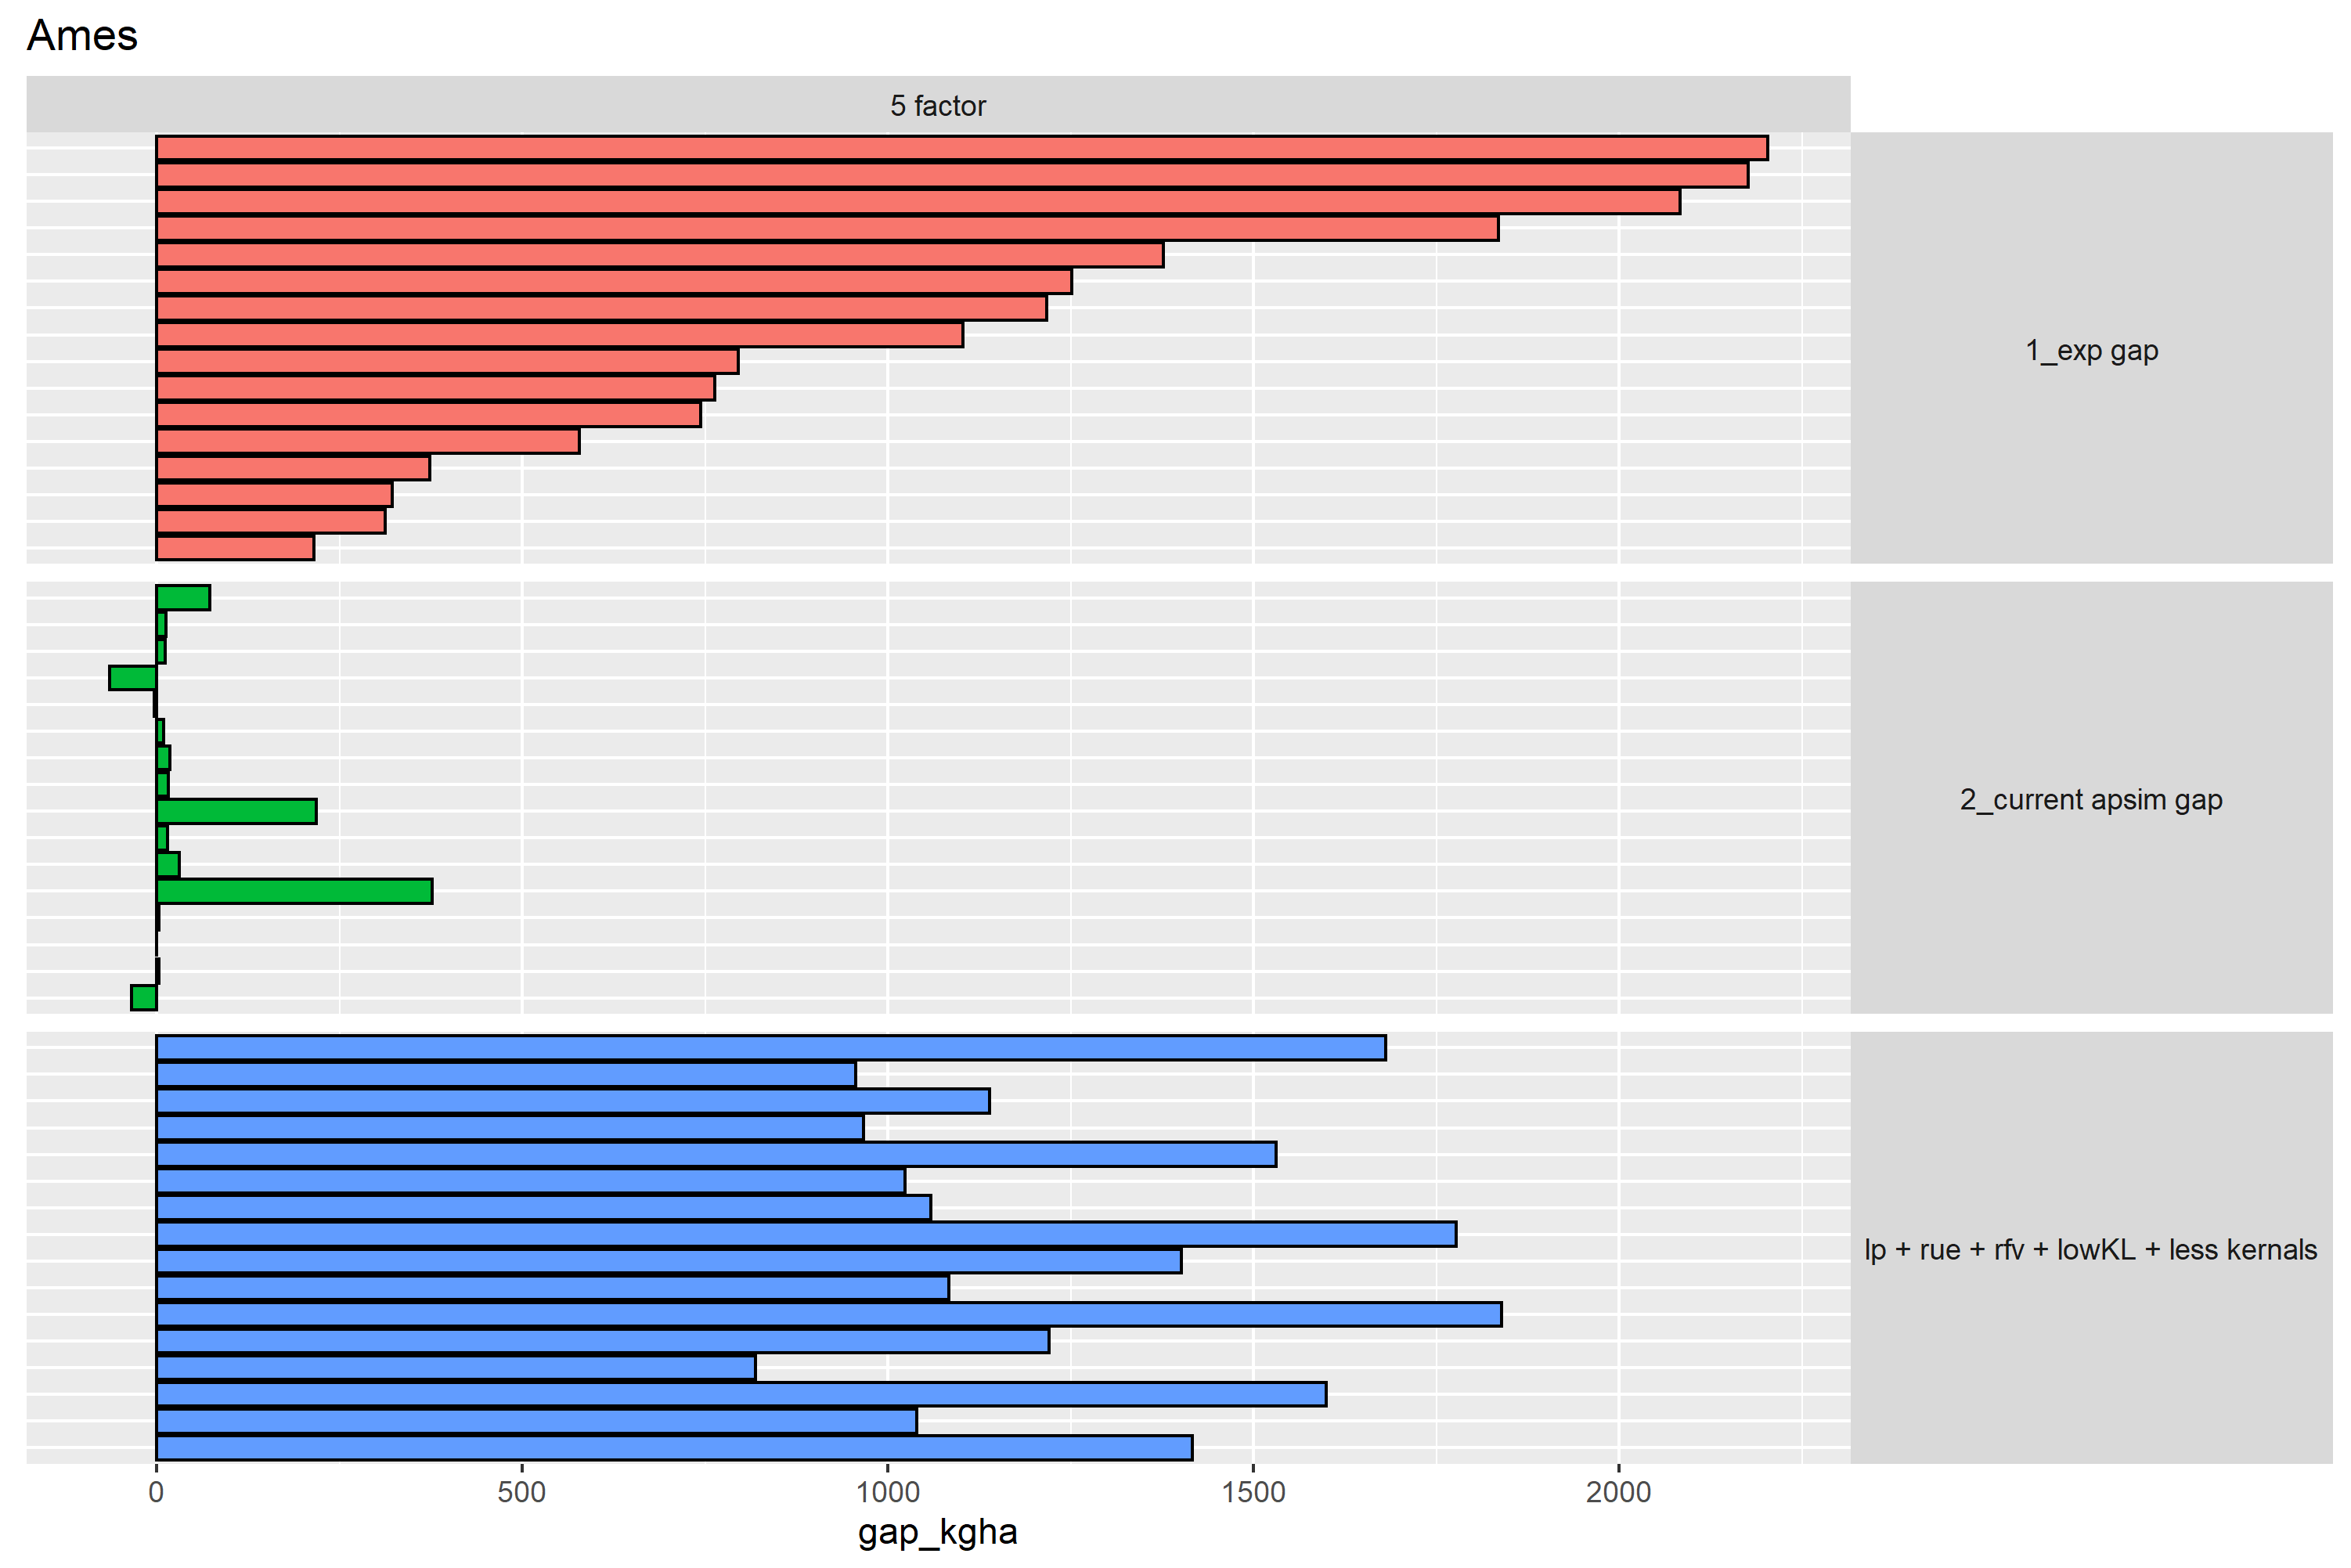 Ames
5 factor
1_exp gap
2_current apsim gap
lp + rue + rfv + lowKL + less kernals
0 500 1000 1500 2000
gap_kgha